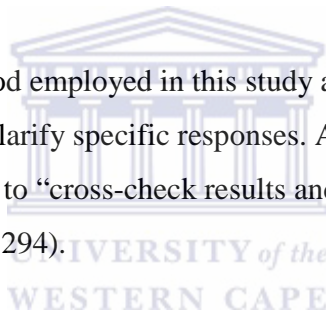 od employed in this study a
larify specific responses. A
to “cross-check results and
294).
UNIVERSITY of the
WESTERN CAPE